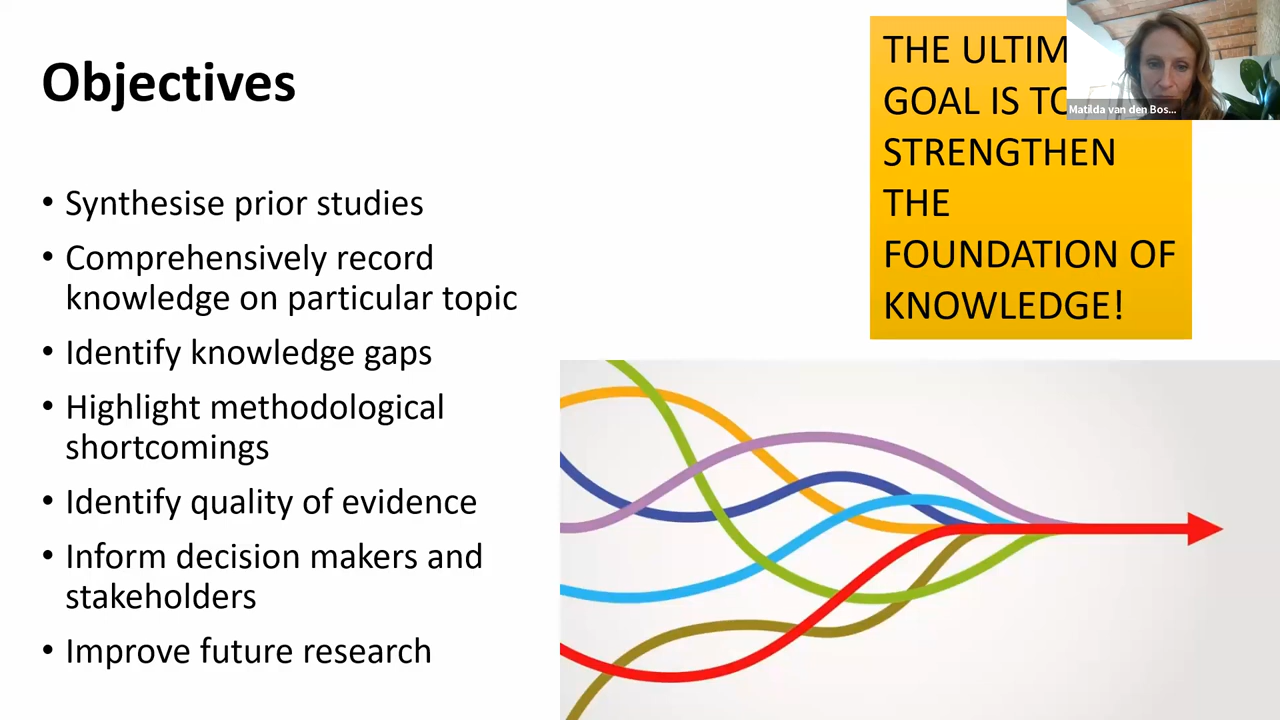 Objectives
• Synthesise prior studies
• Comprehensively record
knowledge on particular topic
• Identify knowledge gaps
• Highlight methodological
shortcomings
• Identify quality of evidence
• Inform decision makers and
stakeholders
• Improve future research
THE ULTIM
GOAL IS TO
STRENGTHEN
THE
FOUNDATION OF
KNOWLEDGE!
Matilda van den Bos...